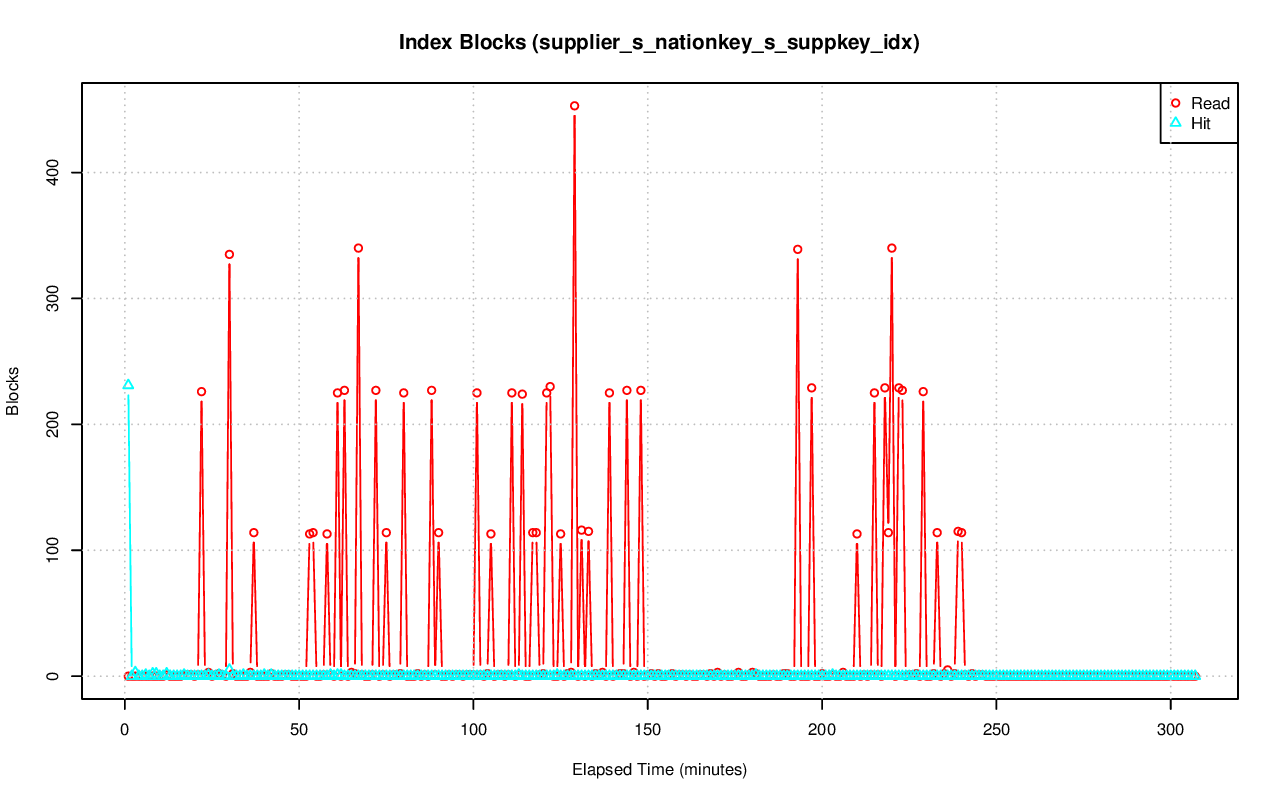 Index Blocks (supplier_s_nationkey_s_suppkey_idx)
Read
Hit
400
300
200
100
0
Blocks
0 50 100 150 200 250 300
Elapsed Time (minutes)